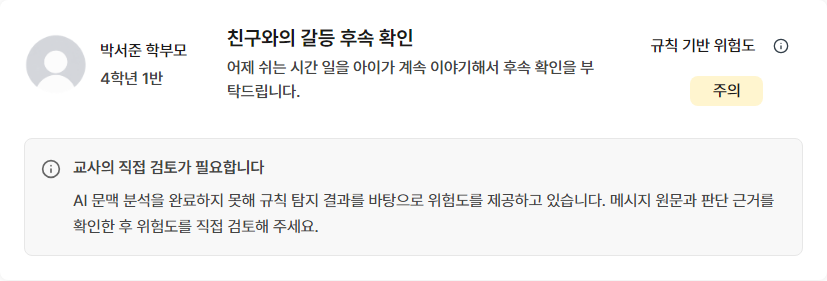 박서준 학부모
4학년 1반
친구와의 갈등 후속 확인
어제 쉬는 시간 일을 아이가 계속 이야기해서 후속 확인을 부
탁드립니다.
규칙 기반 위험도
주의
교사의 직접 검토가 필요합니다
AI 문맥 분석을 완료하지 못해 규칙 탐지 결과를 바탕으로 위험도를 제공하고 있습니다. 메시지 원문과 판단 근거를
확인한 후 위험도를 직접 검토해 주세요.